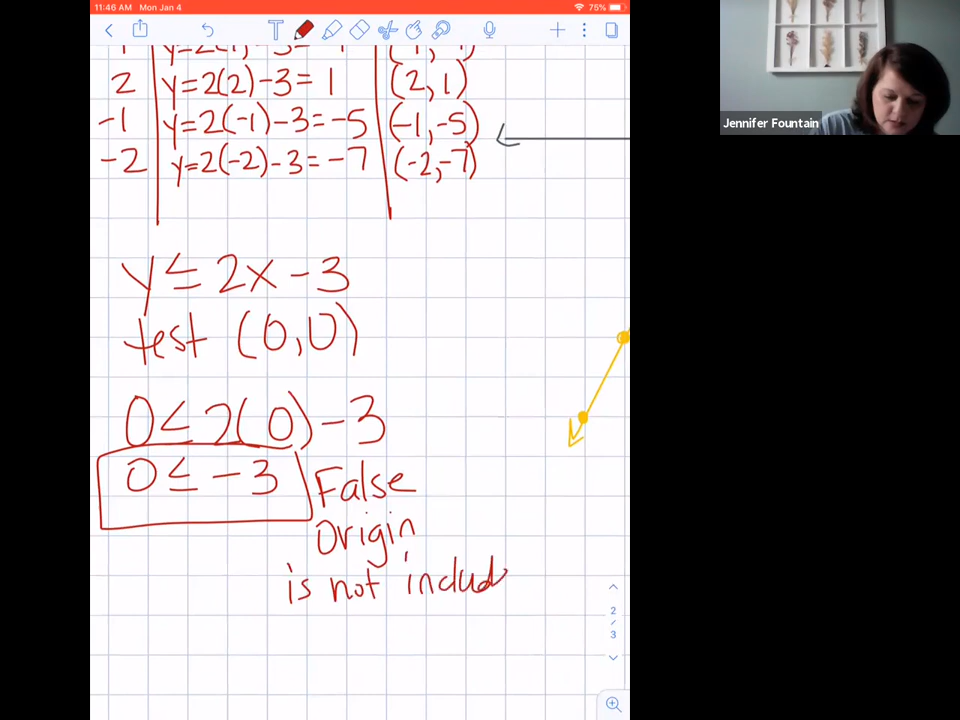 11:46 AM Mon Jan 4
75%
2 y=2(2)-3=1 (2,1)
-1 y=2(-1)-3=-5 (-1,-5)
-2 y=2(-2)-3=-7 (-2,-7)
y≤2x-3
test (0,0)
0≤2(0)-3
0≤-3 False
Origin
is not includ
2
/
3
Jennifer Fountain